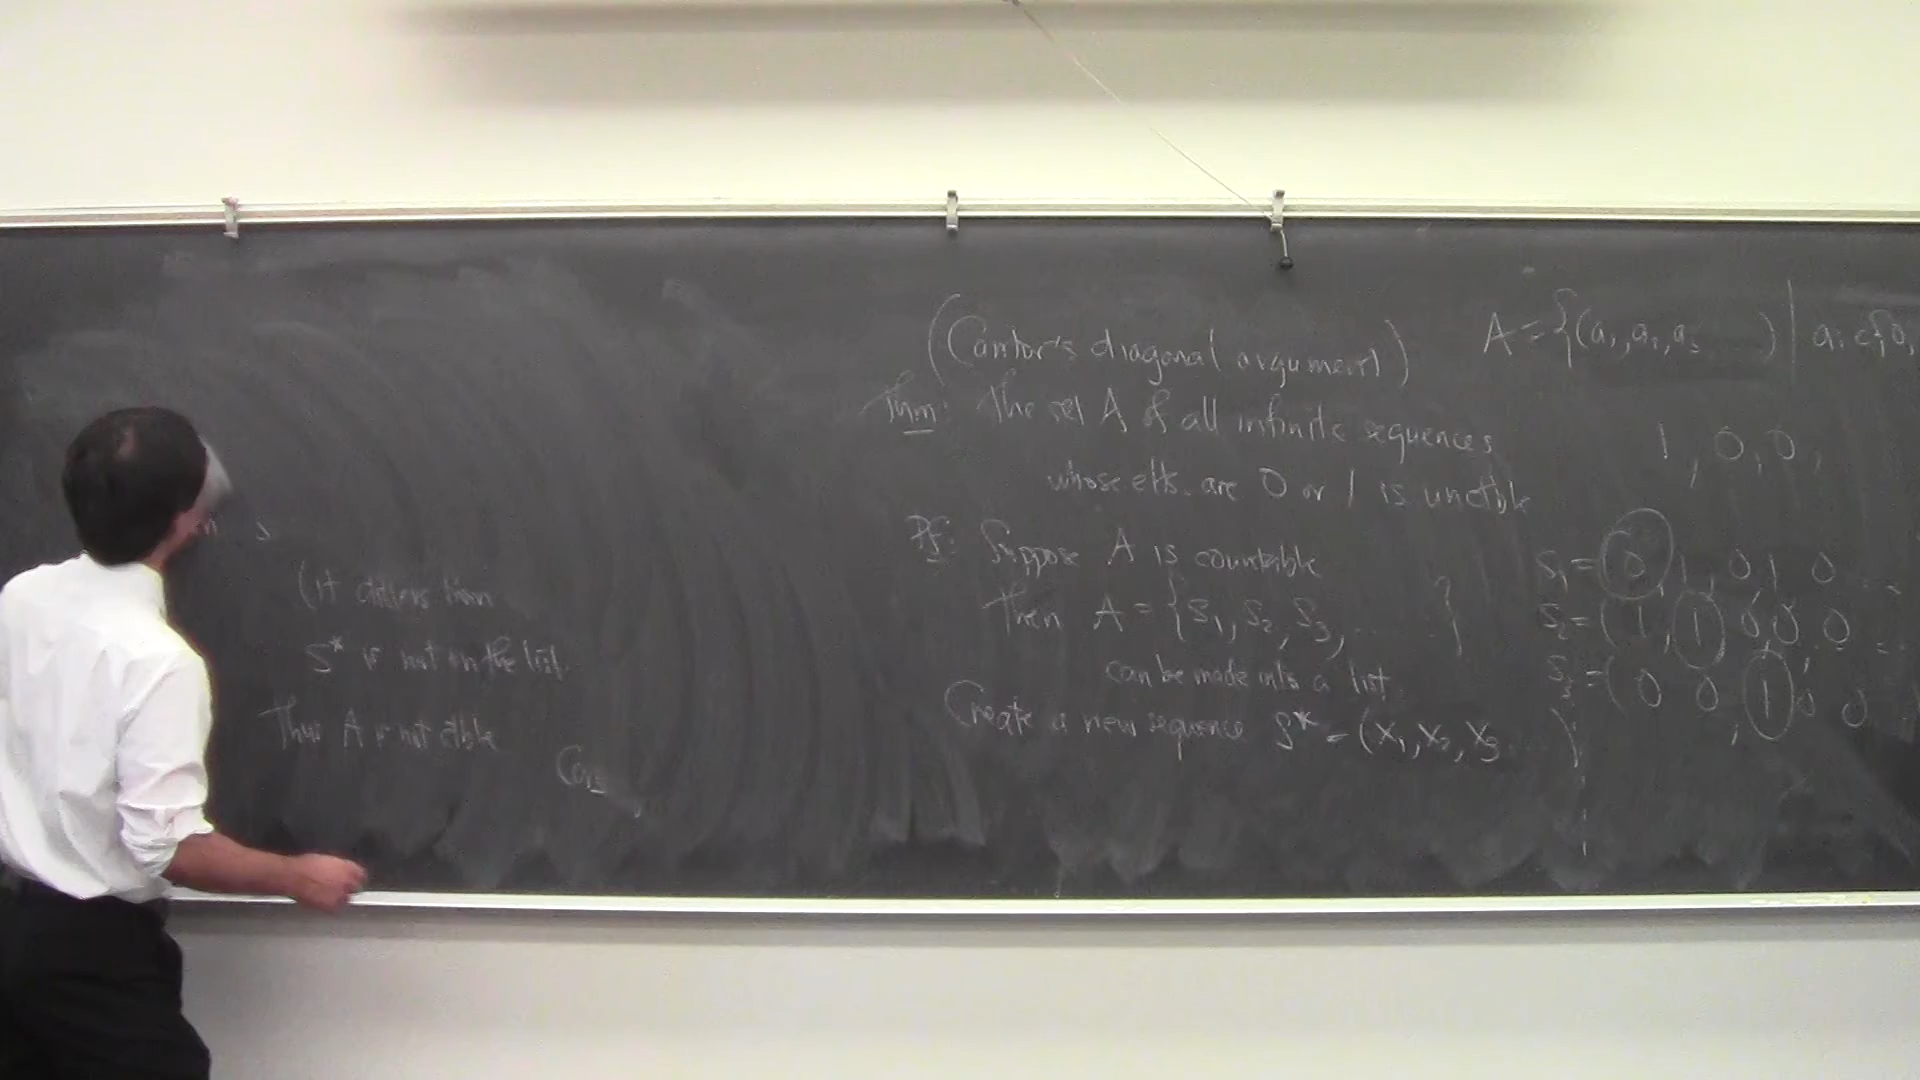 (it differs than
S* is not on the list
Thus A is not ctble
Cor
(Cantor's diagonal argument)
Thm: The set A of all infinite sequences
whose elts. are 0 or 1 is unctble
Pf: Suppose A is countable
Then A = {S₁, S₂, S₃, ... }
can be made into a list
Create a new sequence S* = (X₁, X₂, X₃ ... )
A = {(a₁, a₂, a₃ ) | aᵢ ∈ {0,
1, 0, 0,
S₁ = (0, 1, 0, 1, 0 ...
S₂ = (1, 1, 0, 0, 0 ...
S₃ = (0 0, 1 0 0